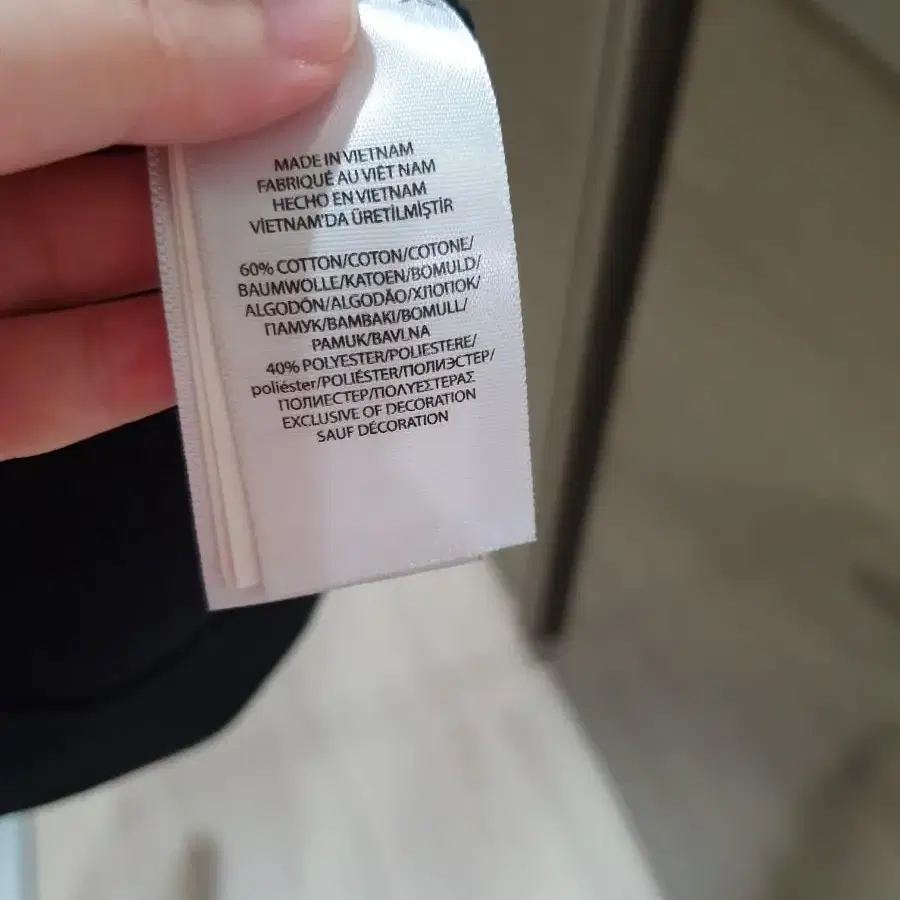 MADE IN VIETNAM
FABRIQUÉ AU VIÊT NAM
HECHO EN VIETNAM
VİETNAM'DA ÜRETİLMİŞTİR
60% COTTON/COTON/COTONE/
BAUMWOLLE/KATOEN/BOMULD/
ALGODÓN/ALGODÃO/ХЛОПОК/
ПАМУК/ΒΑΜΒΑΚΙ/BOMULL/
PAMUK/BAVLNA
40% POLYESTER/POLIESTERE/
poliéster/POLIÉSTER/ПОЛИЭСТЕР/
ПОЛИЕСТЕР/ΠΟΛΥΕΣΤΕΡΑΣ
EXCLUSIVE OF DECORATION
SAUF DÉCORATION